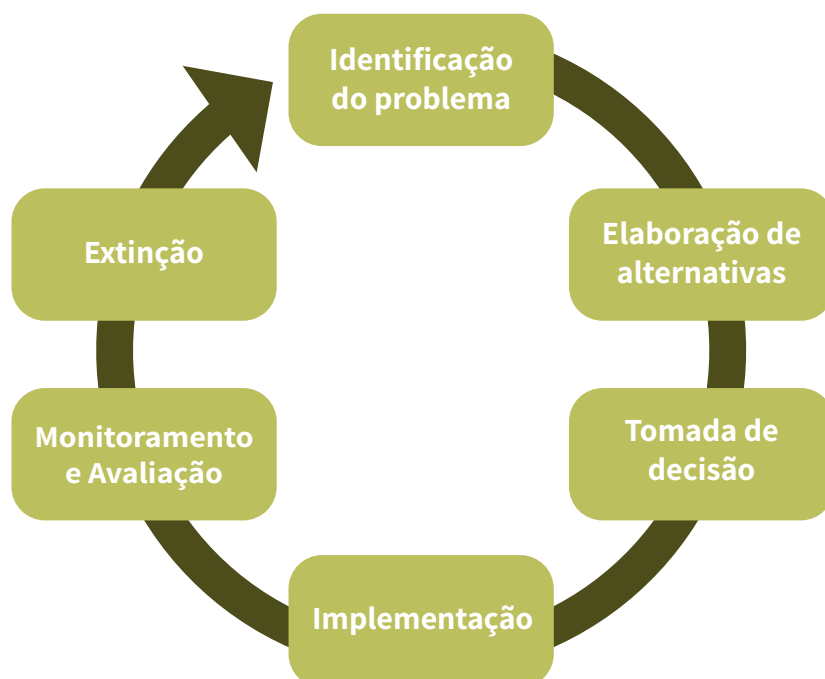 Identificação
do problema
Elaboração de
alternativas
Tomada de
decisão
Implementação
Monitoramento
e Avaliação
Extinção